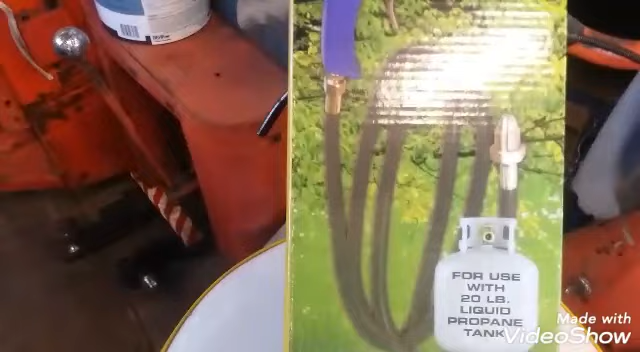 FOR USE
WITH
20 LB.
LIQUID
PROPANE
TANK
Made with
VideoShow